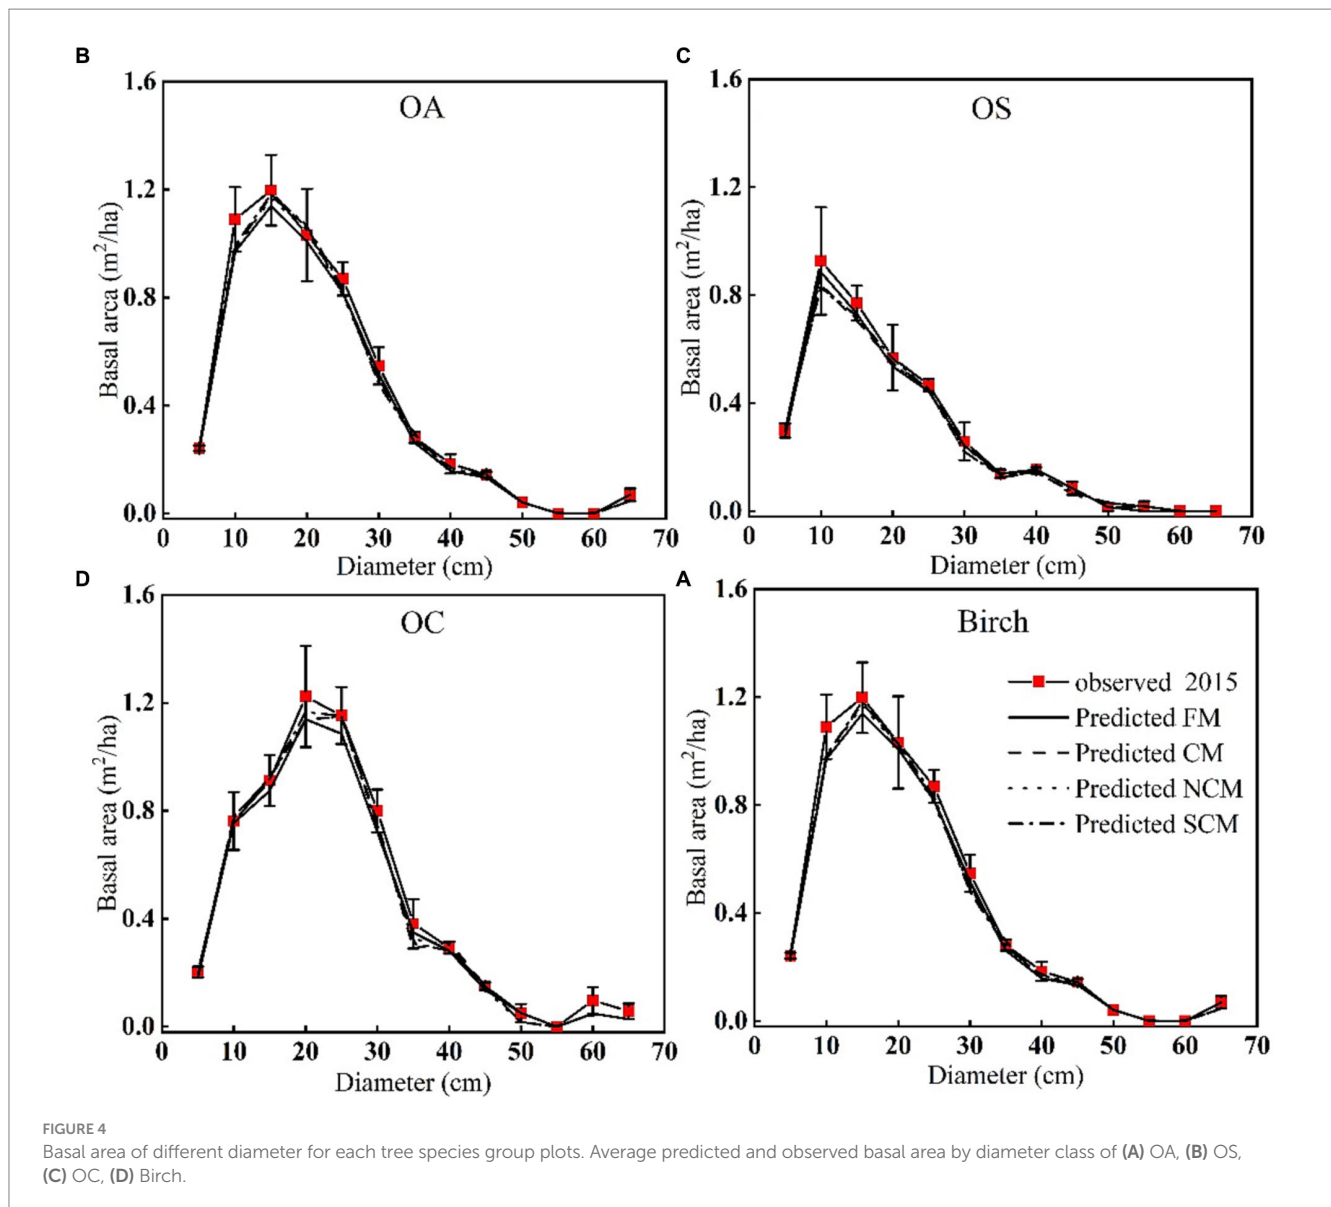 B
OA
1.6
1.2
0.8
0.4
0.0
Basal arca (m²/ha)
0 10 20 30 40 50 60 70
Diameter (cm)
C
OS
1.6
1.2
0.8
0.4
0.0
Basal area (m²/ha)
0 10 20 30 40 50 60 70
Diameter (cm)
D
OC
1.6
1.2
0.8
0.4
0.0
Basal area (m²/ha)
0 10 20 30 40 50 60 70
Diameter (cm)
A
Birch
1.6
1.2
0.8
0.4
0.0
Basal area (m²/ha)
observed 2015
Predicted FM
Predicted CM
Predicted NCM
Predicted SCM
0 10 20 30 40 50 60 70
Diameter (cm)
FIGURE 4
Basal area of different diameter for each tree species group plots. Average predicted and observed basal area by diameter class of (A) OA, (B) OS,
(C) OC, (D) Birch.